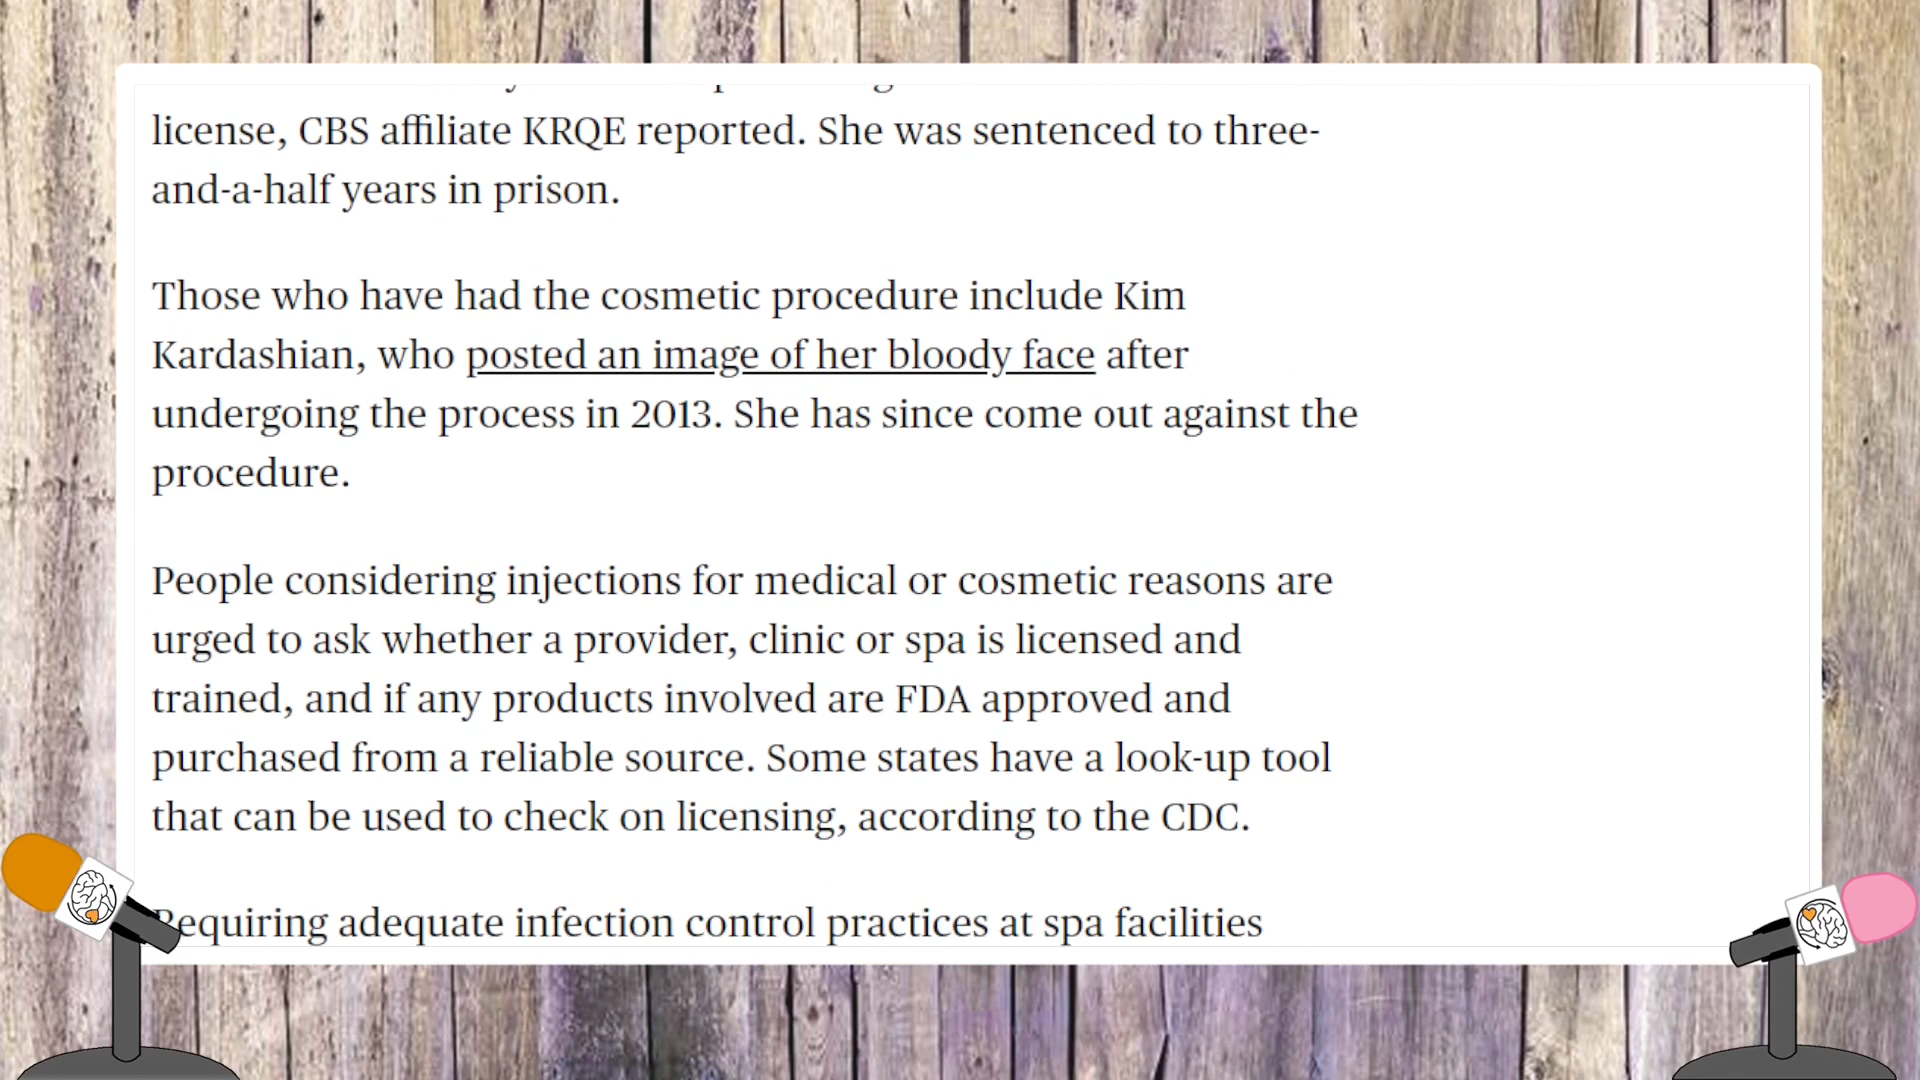 license, CBS affiliate KRQE reported. She was sentenced to three-
and-a-half years in prison.
Those who have had the cosmetic procedure include Kim
Kardashian, who posted an image of her bloody face after
undergoing the process in 2013. She has since come out against the
procedure.
People considering injections for medical or cosmetic reasons are
urged to ask whether a provider, clinic or spa is licensed and
trained, and if any products involved are FDA approved and
purchased from a reliable source. Some states have a look-up tool
that can be used to check on licensing, according to the CDC.
Requiring adequate infection control practices at spa facilities